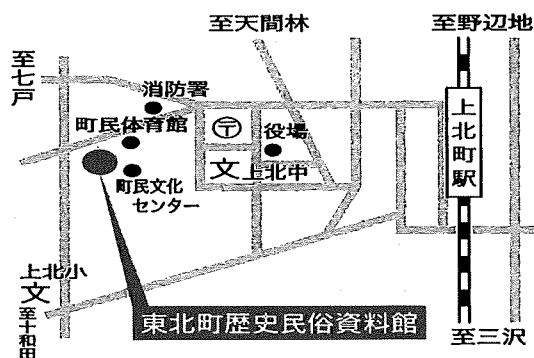 至天間林
至野辺地
至七戸
消防署
町民体育館
〒
役場
文上北中
町民文化
センター
上北町駅
上北小
文
至十和田
東北町歴史民俗資料館
至三沢